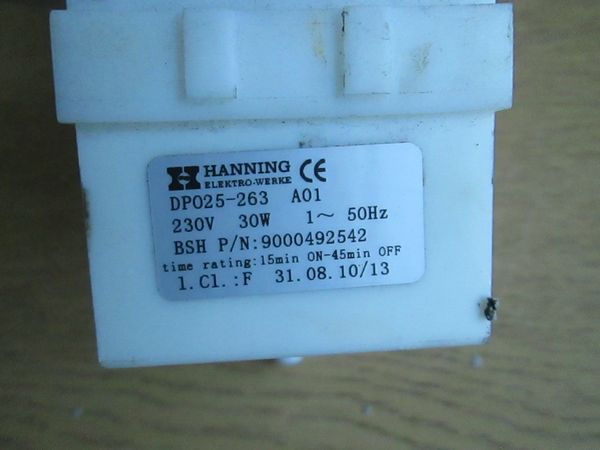 H HANNING CE
ELEKTRO-WERKE
DP025-263 A01
230V 30W 1~ 50Hz
BSH P/N:9000492542
time rating:15min ON-45min OFF
l.Cl.:F 31.08.10/13